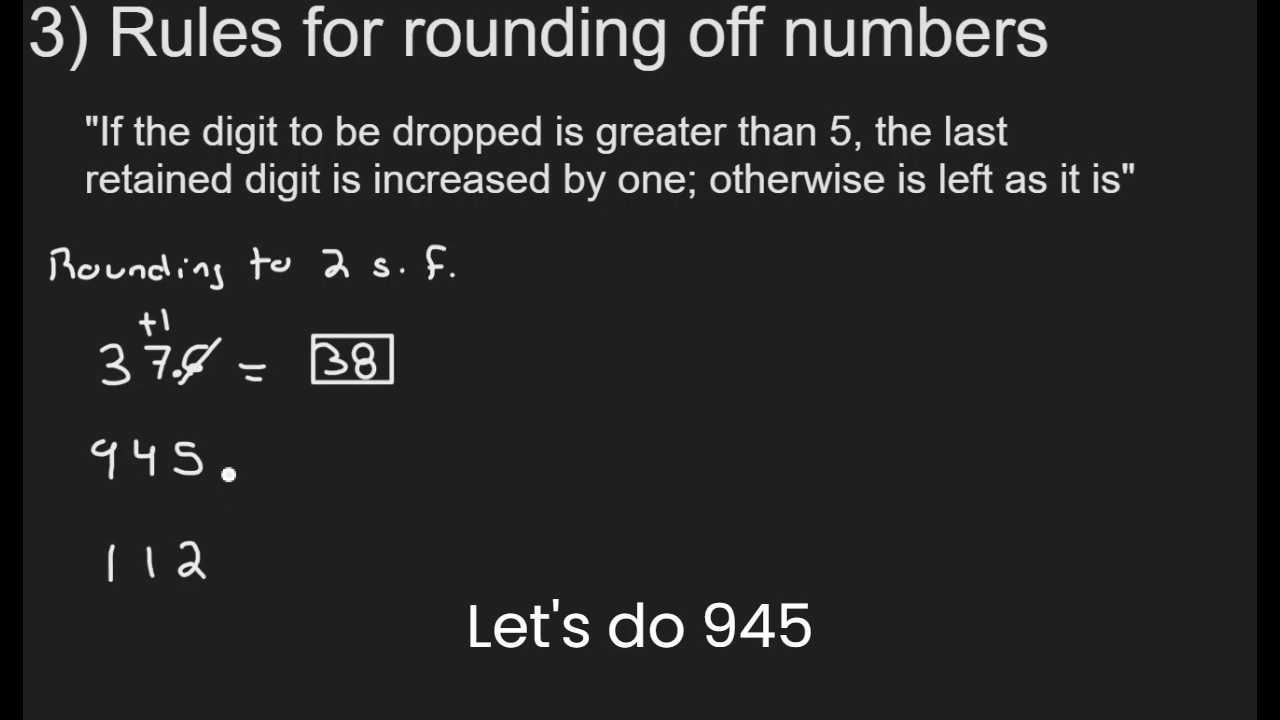 3) Rules for rounding off numbers
"If the digit to be dropped is greater than 5, the last
retained digit is increased by one; otherwise is left as it is"
Rounding to 2 s.f.
+1
37.6 = 38
945
112
Let's do 945